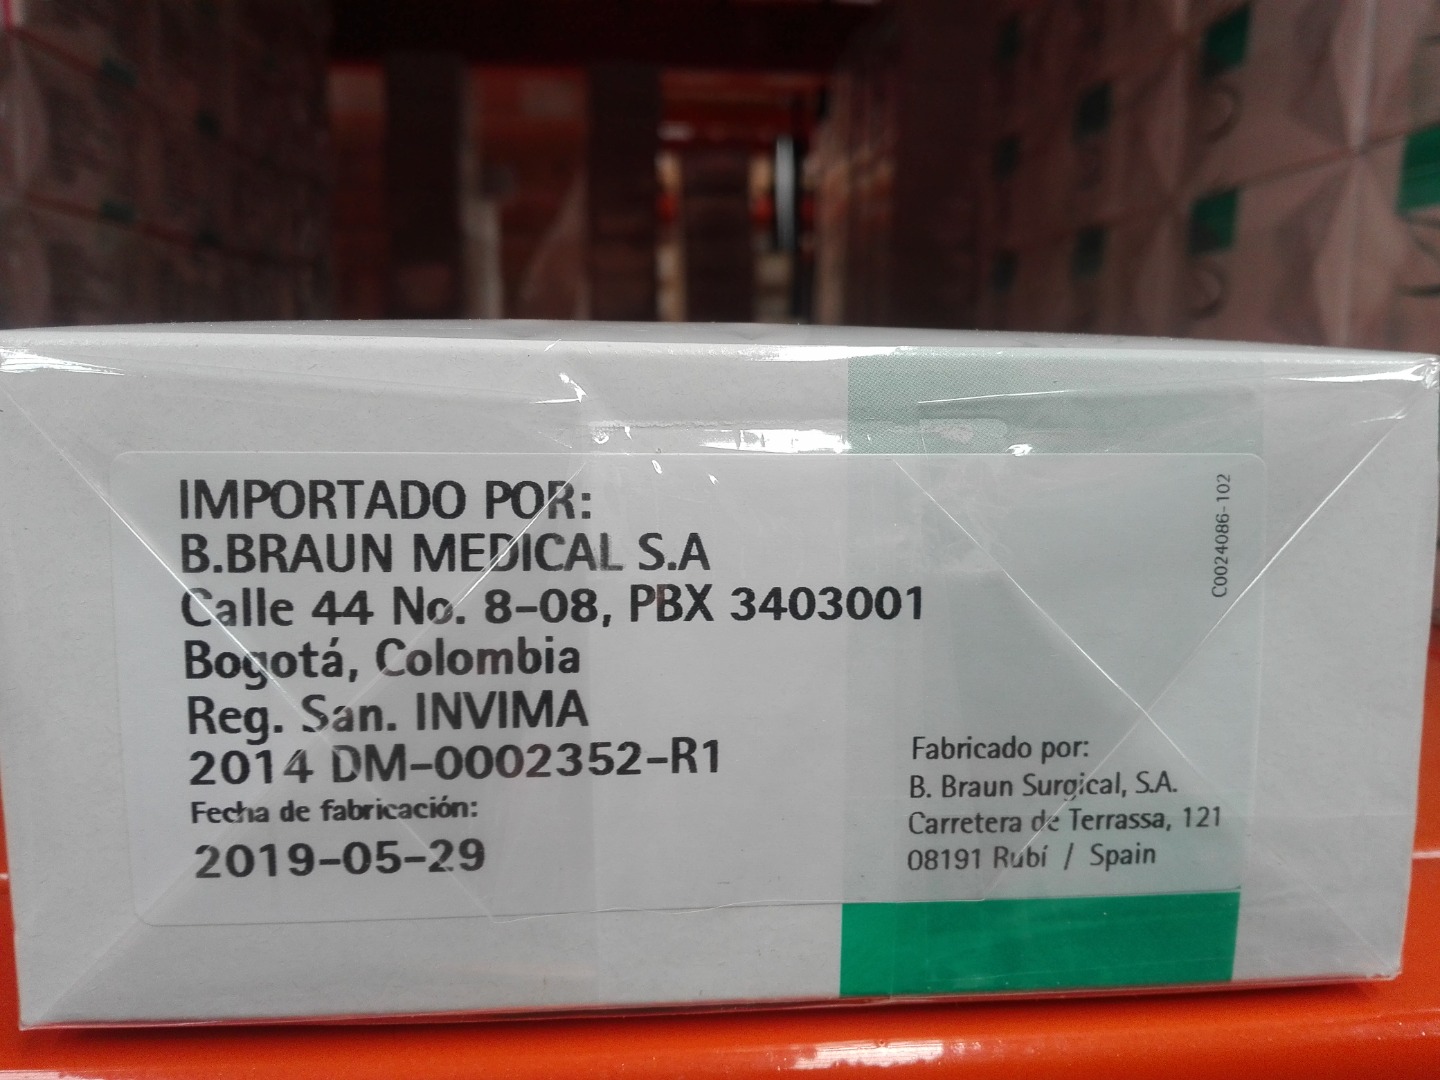 IMPORTADO POR:
B.BRAUN MEDICAL S.A
Calle 44 No. 8-08, PBX 3403001
Bogotá, Colombia
Reg. San. INVIMA
2014 DM-0002352-R1
Fecha de fabricación:
2019-05-29
Fabricado por:
B. Braun Surgical, S.A.
Carretera de Terrassa, 121
08191 Rubí / Spain
C0024086-102